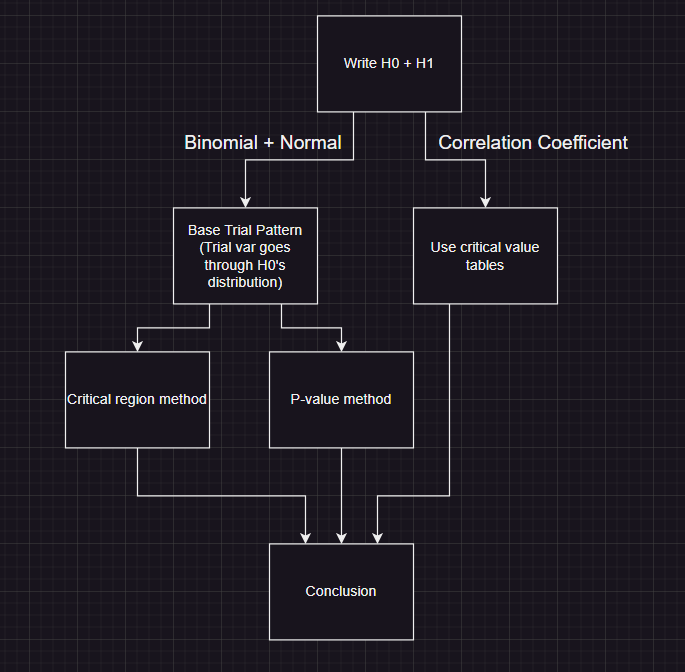 Write H0 + H1
Binomial + Normal
Correlation Coefficient
Base Trial Pattern
(Trial var goes
through H0's
distribution)
Use critical value
tables
Critical region method
P-value method
Conclusion